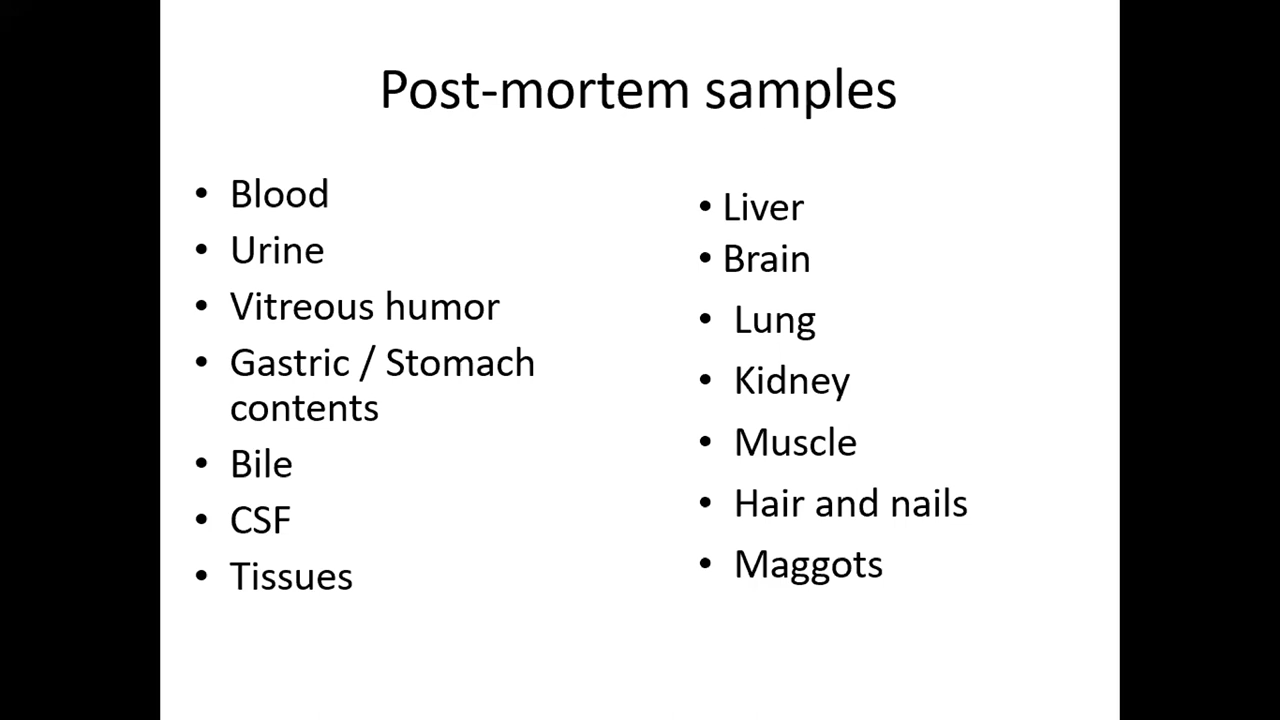 Post-mortem samples
• Blood
• Urine
• Vitreous humor
• Gastric / Stomach
contents
• Bile
• CSF
• Tissues
• Liver
• Brain
• Lung
• Kidney
• Muscle
• Hair and nails
• Maggots